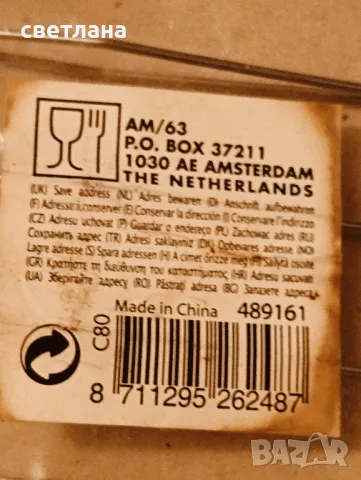 светлана
AM/63
P.O. BOX 37211
1030 AE AMSTERDAM
THE NETHERLANDS
(UK) Save address (NL) Adres bewaren (D) Anschrift aufbewahren
(F) Adresse à conserver (E) Conservar la dirección (I) Conservare l'indirizzo
(CZ) Adresu uchovat (P) Guardar o endereço (PL) Zachowac adres (RU)
Сохранить адрес (TR) Adresi saklayiniz (DK) Opbevares adresse (NO)
Lagre adresse (S) Spara adressen (H) A címet őrizze meg (FI) Säilytä osoite
(GR) Κρατήστε τη διεύθυνση του καταστήματος (HR) Adresu sacuvati
(UA) Зберігайте адресу (RO) Păstrați adresa (BG) Запазете адреса
Made in China 489161
C80
8 711295 262487
BAZAR
bg